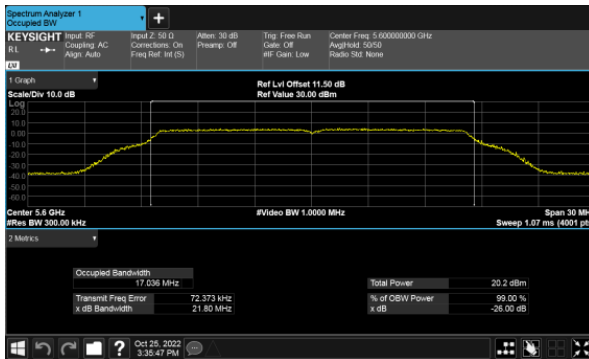 Spectrum Analyzer 1
Occupied BW
+
KEYSIGHT Input: RF Input Z: 50 Ω Atten: 30 dB Trig: Free Run Center Freq: 5.600000000 GHz
R L Coupling: AC Corrections: On Preamp: Off Gate: Off Avg|Hold: 50/50
Align: Auto Freq Ref: Int (S) #IF Gain: Low Radio Std: None
1 Graph
Scale/Div 10.0 dB Ref Lvl Offset 11.50 dB
Ref Value 30.00 dBm
Log
20.0
10.0
0.00
-10.0
-20.0
-30.0
-40.0
-50.0
-60.0
Center 5.6 GHz #Video BW 1.0000 MHz Span 30 MH
#Res BW 300.00 kHz Sweep 1.07 ms (4001 pt
2 Metrics
Occupied Bandwidth
17.036 MHz
Total Power 20.2 dBm
Transmit Freq Error 72.373 kHz % of OBW Power 99.00 %
x dB Bandwidth 21.80 MHz x dB -26.00 dB
? Oct 25, 2022
3:35:47 PM